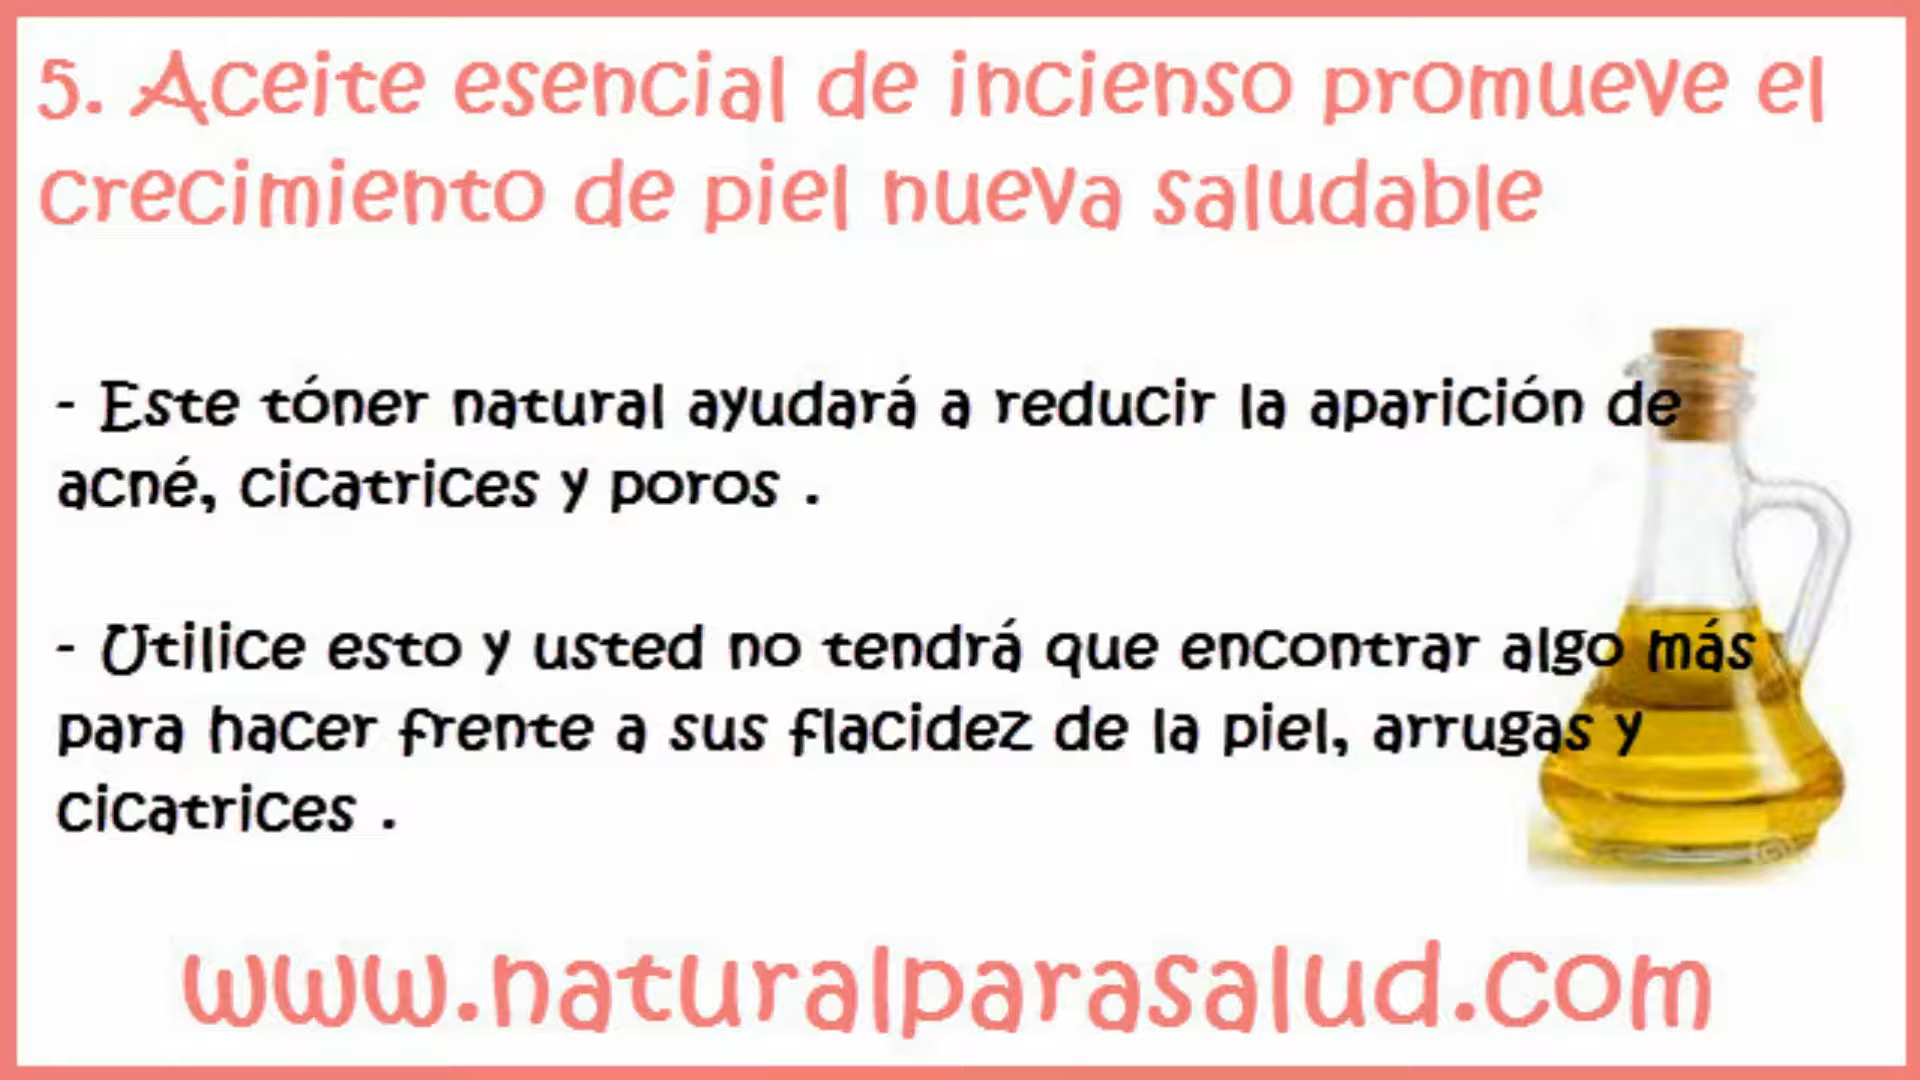 5. Aceite esencial de incienso promueve el
crecimiento de piel nueva saludable
- Este tóner natural ayudará a reducir la aparición de
acné, cicatrices y poros .
- Utilice esto y usted no tendrá que encontrar algo más
para hacer frente a sus flacidez de la piel, arrugas y
cicatrices .
www.naturalparasalud.com